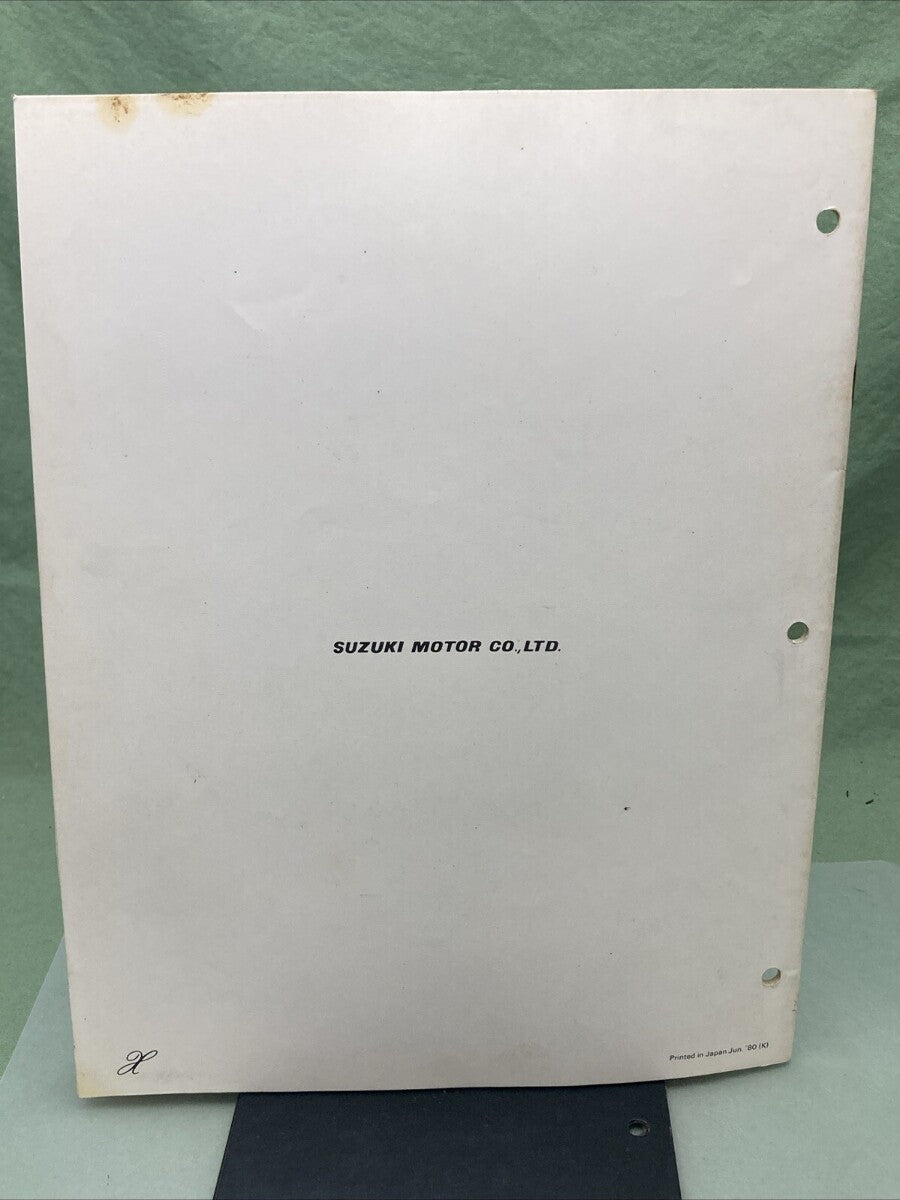 SUZUKI MOTOR CO.,LTD.
X
Printed in Japan Jun. '80 (K)